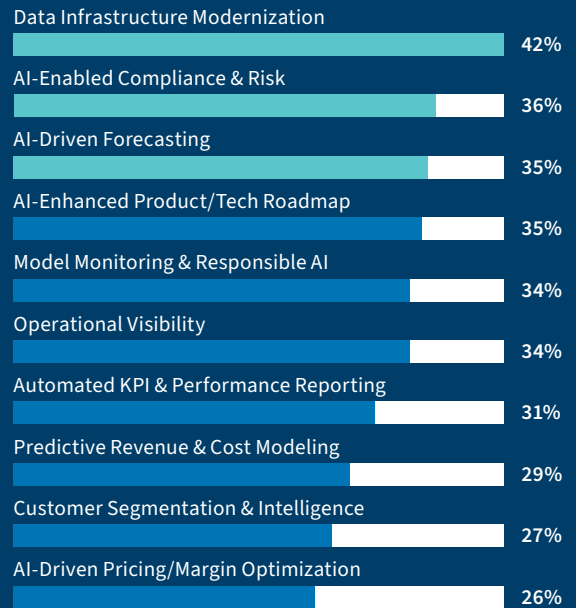 Data Infrastructure Modernization
42%
AI-Enabled Compliance & Risk
36%
AI-Driven Forecasting
35%
AI-Enhanced Product/Tech Roadmap
35%
Model Monitoring & Responsible AI
34%
Operational Visibility
34%
Automated KPI & Performance Reporting
31%
Predictive Revenue & Cost Modeling
29%
Customer Segmentation & Intelligence
27%
AI-Driven Pricing/Margin Optimization
26%